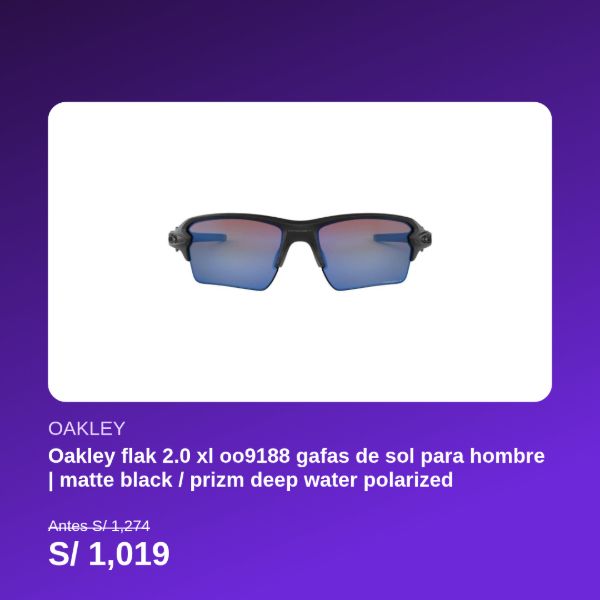 OAKLEY
Oakley flak 2.0 xl oo9188 gafas de sol para hombre
| matte black / prizm deep water polarized
Antes S/ 1,274
S/ 1,019